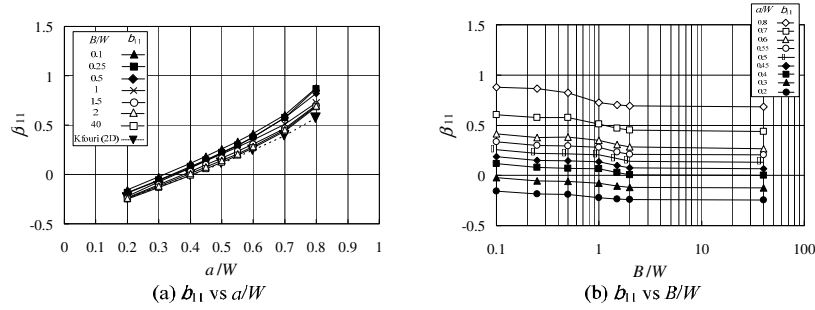 1.5
1
0.5
0
-0.5
β11
B/W b11
0.1
0.25
0.5
1
1.5
2
40
Kfouri (2D)
0 0.1 0.2 0.3 0.4 0.5 0.6 0.7 0.8 0.9 1
a/W
(a) b11 vs a/W
1.5
1
0.5
0
-0.5
β11
a/W b11
0.8
0.7
0.6
0.55
0.5
0.45
0.4
0.3
0.2
0.1 1 10 100
B/W
(b) b11 vs B/W